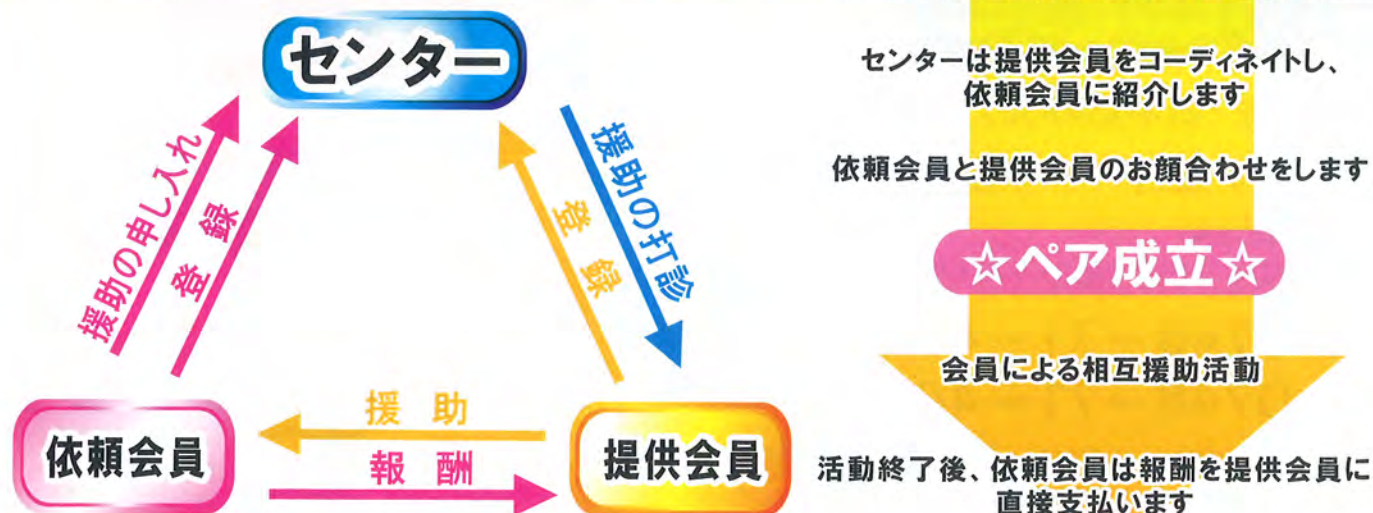 センター
援助の申し入れ
登録
援助の打診
登録
依頼会員
援助
報酬
提供会員
センターは提供会員をコーディネイトし、
依頼会員に紹介します
依頼会員と提供会員のお顔合わせをします
☆ペア成立☆
会員による相互援助活動
活動終了後、依頼会員は報酬を提供会員に
直接支払います